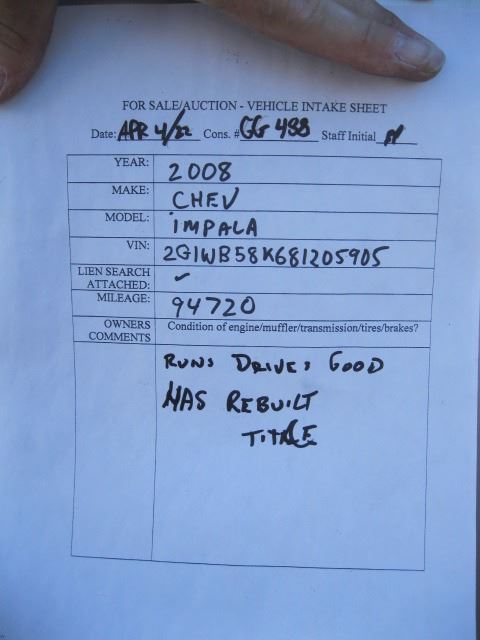 FOR SALE/AUCTION - VEHICLE INTAKE SHEET
Date: APR 4/22 Cons. # GG 498 Staff Initial
YEAR: 2008
MAKE: CHEV
MODEL: IMPALA
VIN: 2G1WB58K681205905
LIEN SEARCH
ATTACHED: ✓
MILEAGE: 94720
OWNERS Condition of engine/muffler/transmission/tires/brakes?
COMMENTS
RUNS DRIVES GOOD
HAS REBUILT
TITLE